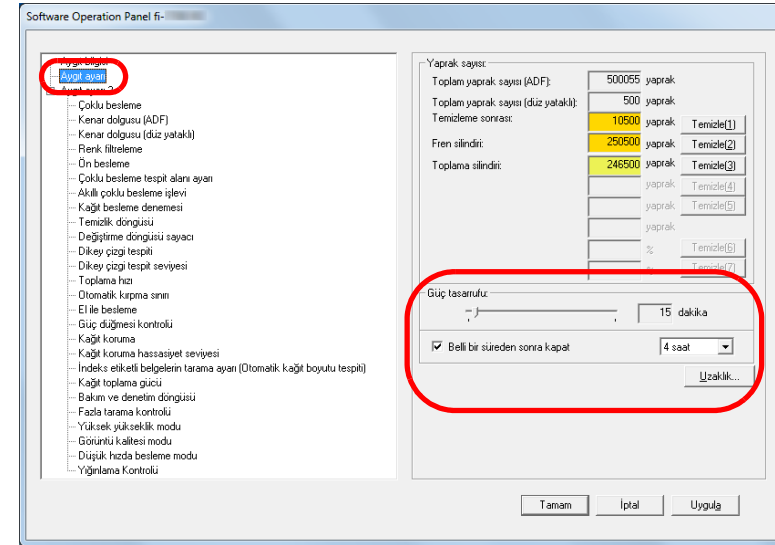 Software Operation Panel fi-
Aygıt bilgisi
Aygıt ayarı
Aygıt ayarı 2
Çoklu besleme
Kenar dolgusu (ADF)
Kenar dolgusu (düz yataklı)
Renk filtreleme
Ön besleme
Çoklu besleme tespit alanı ayarı
Akıllı çoklu besleme işlevi
Kağıt besleme denemesi
Temizlik döngüsü
Değiştirme döngüsü sayacı
Dikey çizgi tespiti
Dikey çizgi tespit seviyesi
Toplama hızı
Otomatik kırpma sınırı
El ile besleme
Güç düğmesi kontrolü
Kağıt koruma
Kağıt koruma hassasiyet seviyesi
İndeks etiketli belgelerin tarama ayarı (Otomatik kağıt boyutu tespiti)
Kağıt toplama gücü
Bakım ve denetim döngüsü
Fazla tarama kontrolü
Yüksek yükseklik modu
Görüntü kalitesi modu
Düşük hızda besleme modu
Yığınlama Kontrolü
Yaprak sayısı:
Toplam yaprak sayısı (ADF): 500055 yaprak
Toplam yaprak sayısı (düz yataklı): 500 yaprak
Temizleme sonrası: 10500 yaprak Temizle(1)
Fren silindiri: 250500 yaprak Temizle(2)
Toplama silindiri: 246500 yaprak Temizle(3)
yaprak Temizle(4)
yaprak Temizle(5)
yaprak
% Temizle(6)
% Temizle(7)
Güç tasarrufu:
15 dakika
Belli bir süreden sonra kapat 4 saat
Uzaklık...
Tamam İptal Uygula